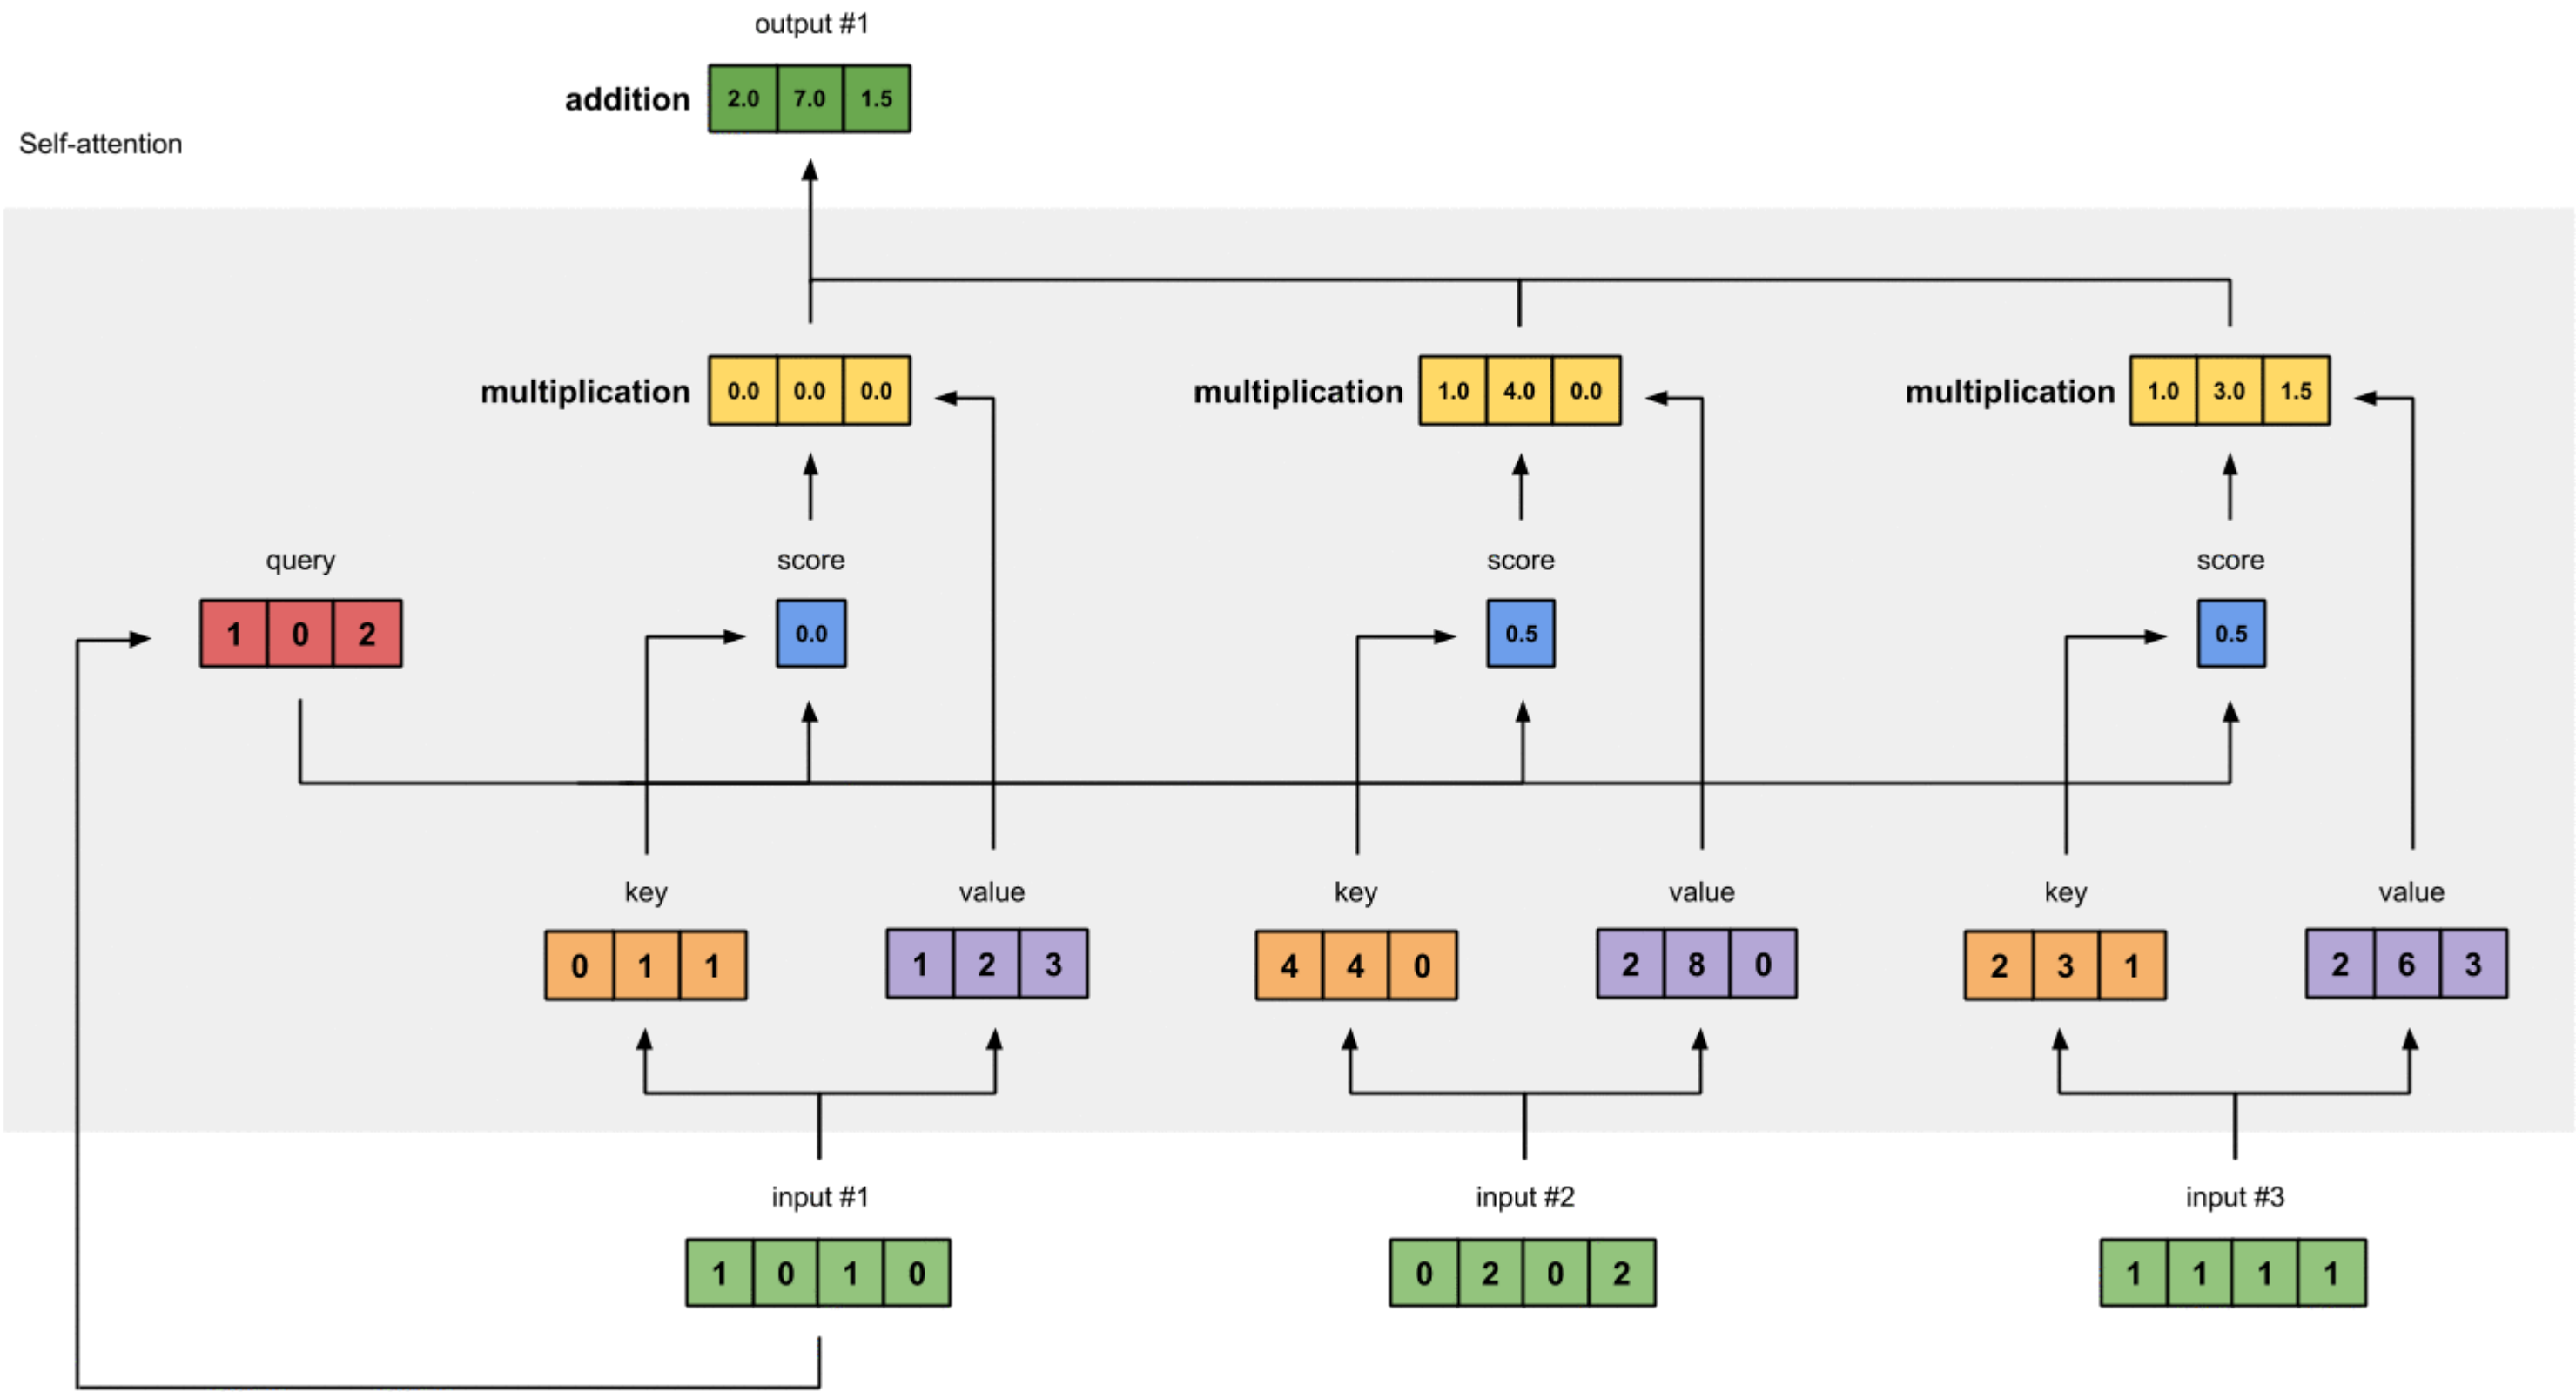 output #1
addition 2.0 7.0 1.5
Self-attention
multiplication 0.0 0.0 0.0 multiplication 1.0 4.0 0.0 multiplication 1.0 3.0 1.5
query score score score
1 0 2 0.0 0.5 0.5
key value key value key value
0 1 1 1 2 3 4 4 0 2 8 0 2 3 1 2 6 3
input #1 input #2 input #3
1 0 1 0 0 2 0 2 1 1 1 1